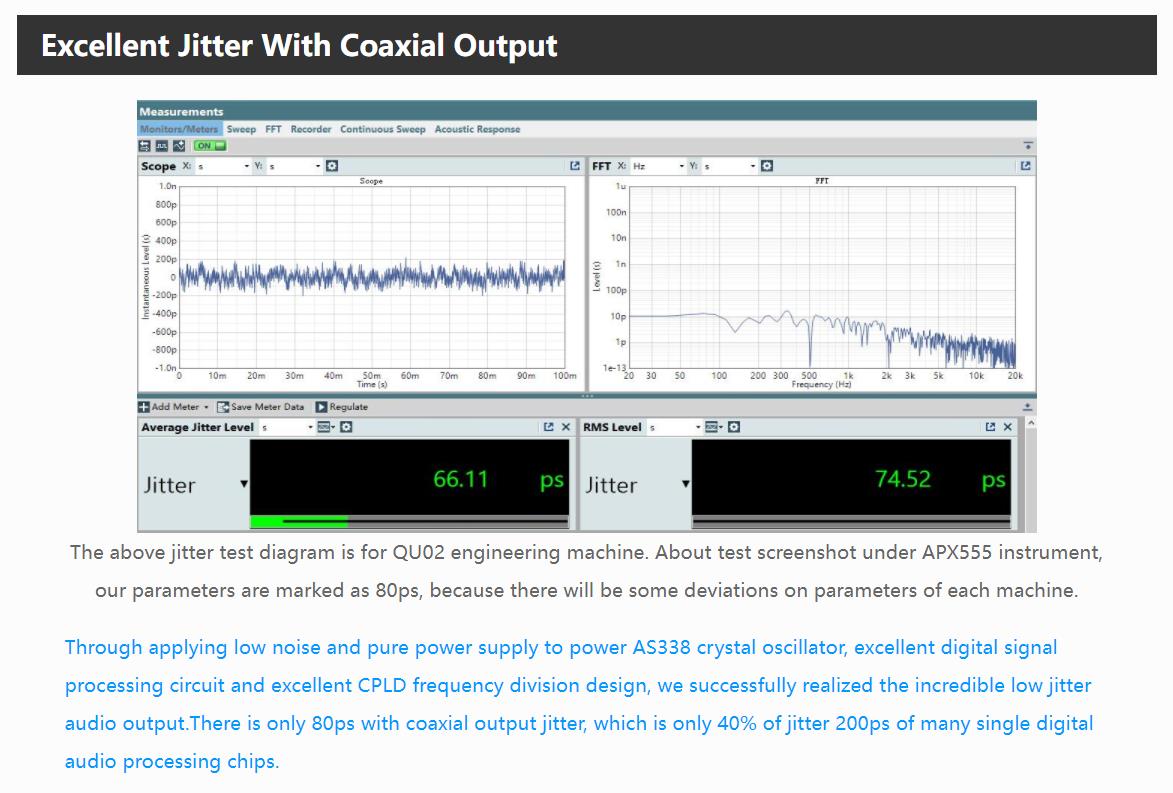 Excellent Jitter With Coaxial Output
Measurements
Monitors/Meters Sweep FFT Recorder Continuous Sweep Acoustic Response
ON
Scope X: s Y: s
Scope
Instantaneous Level (s)
1.0n
800p
600p
400p
200p
0
-200p
-400p
-600p
-800p
-1.0n
0 10m 20m 30m 40m 50m 60m 70m 80m 90m 100m
Time (s)
FFT X: Hz Y: s
FFT
Level (s)
1u
100n
10n
1n
100p
10p
1p
1e-13
20 30 50 100 200 300 500 1k 2k 3k 5k 10k 20k
Frequency (Hz)
Add Meter Save Meter Data Regulate
Average Jitter Level s
Jitter 66.11 ps
RMS Level s
Jitter 74.52 ps
The above jitter test diagram is for QU02 engineering machine. About test screenshot under APX555 instrument,
our parameters are marked as 80ps, because there will be some deviations on parameters of each machine.
Through applying low noise and pure power supply to power AS338 crystal oscillator, excellent digital signal
processing circuit and excellent CPLD frequency division design, we successfully realized the incredible low jitter
audio output.There is only 80ps with coaxial output jitter, which is only 40% of jitter 200ps of many single digital
audio processing chips.